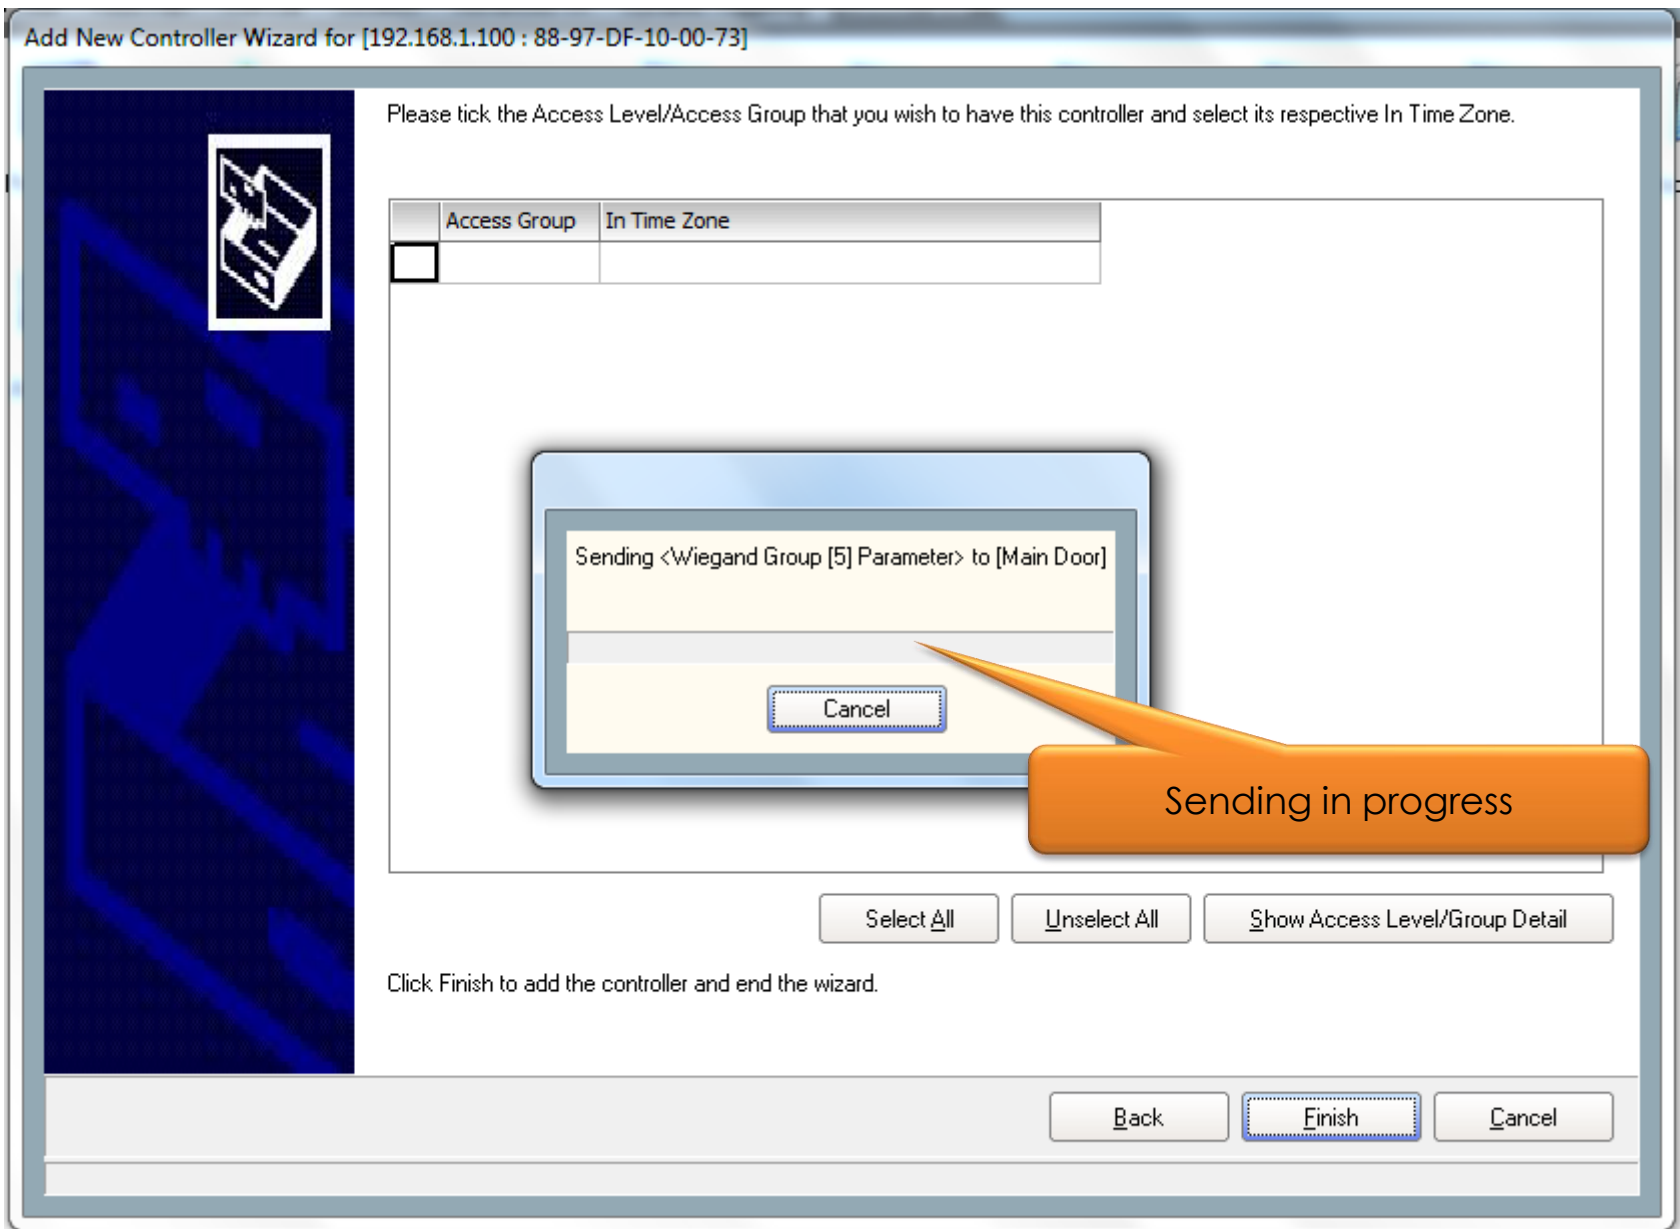 Add New Controller Wizard for [192.168.1.100 : 88-97-DF-10-00-73]
Please tick the Access Level/Access Group that you wish to have this controller and select its respective In Time Zone.
Access Group In Time Zone
Sending <Wiegand Group [5] Parameter> to [Main Door]
Cancel
Sending in progress
Select All Unselect All Show Access Level/Group Detail
Click Finish to add the controller and end the wizard.
Back Finish Cancel